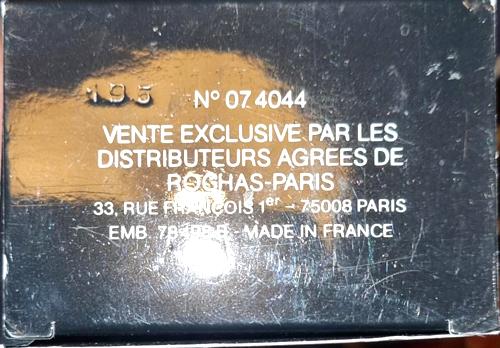 195 N° 07.4044
VENTE EXCLUSIVE PAR LES
DISTRIBUTEURS AGREES DE
ROCHAS-PARIS
33, RUE FRANÇOIS 1er - 75008 PARIS
EMB. - MADE IN FRANCE